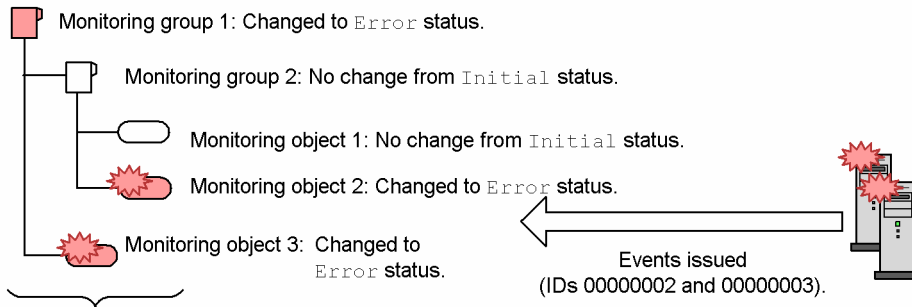 Monitoring group 1: Changed to Error status.
Monitoring group 2: No change from Initial status.
Monitoring object 1: No change from Initial status.
Monitoring object 2: Changed to Error status.
Monitoring object 3: Changed to
Error status.
Events issued
(IDs 00000002 and 00000003).